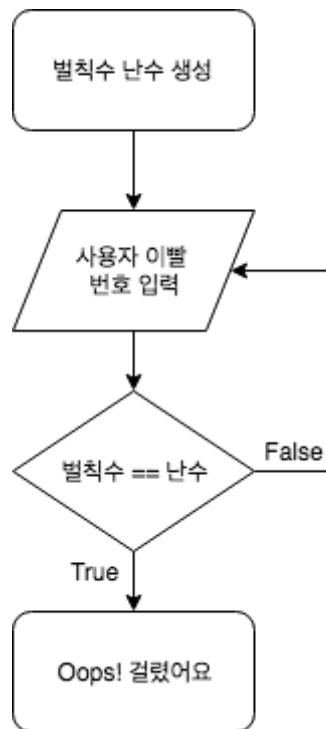 벌칙수 난수 생성
사용자 이빨
번호 입력
벌칙수 == 난수
False
True
Oops! 걸렸어요